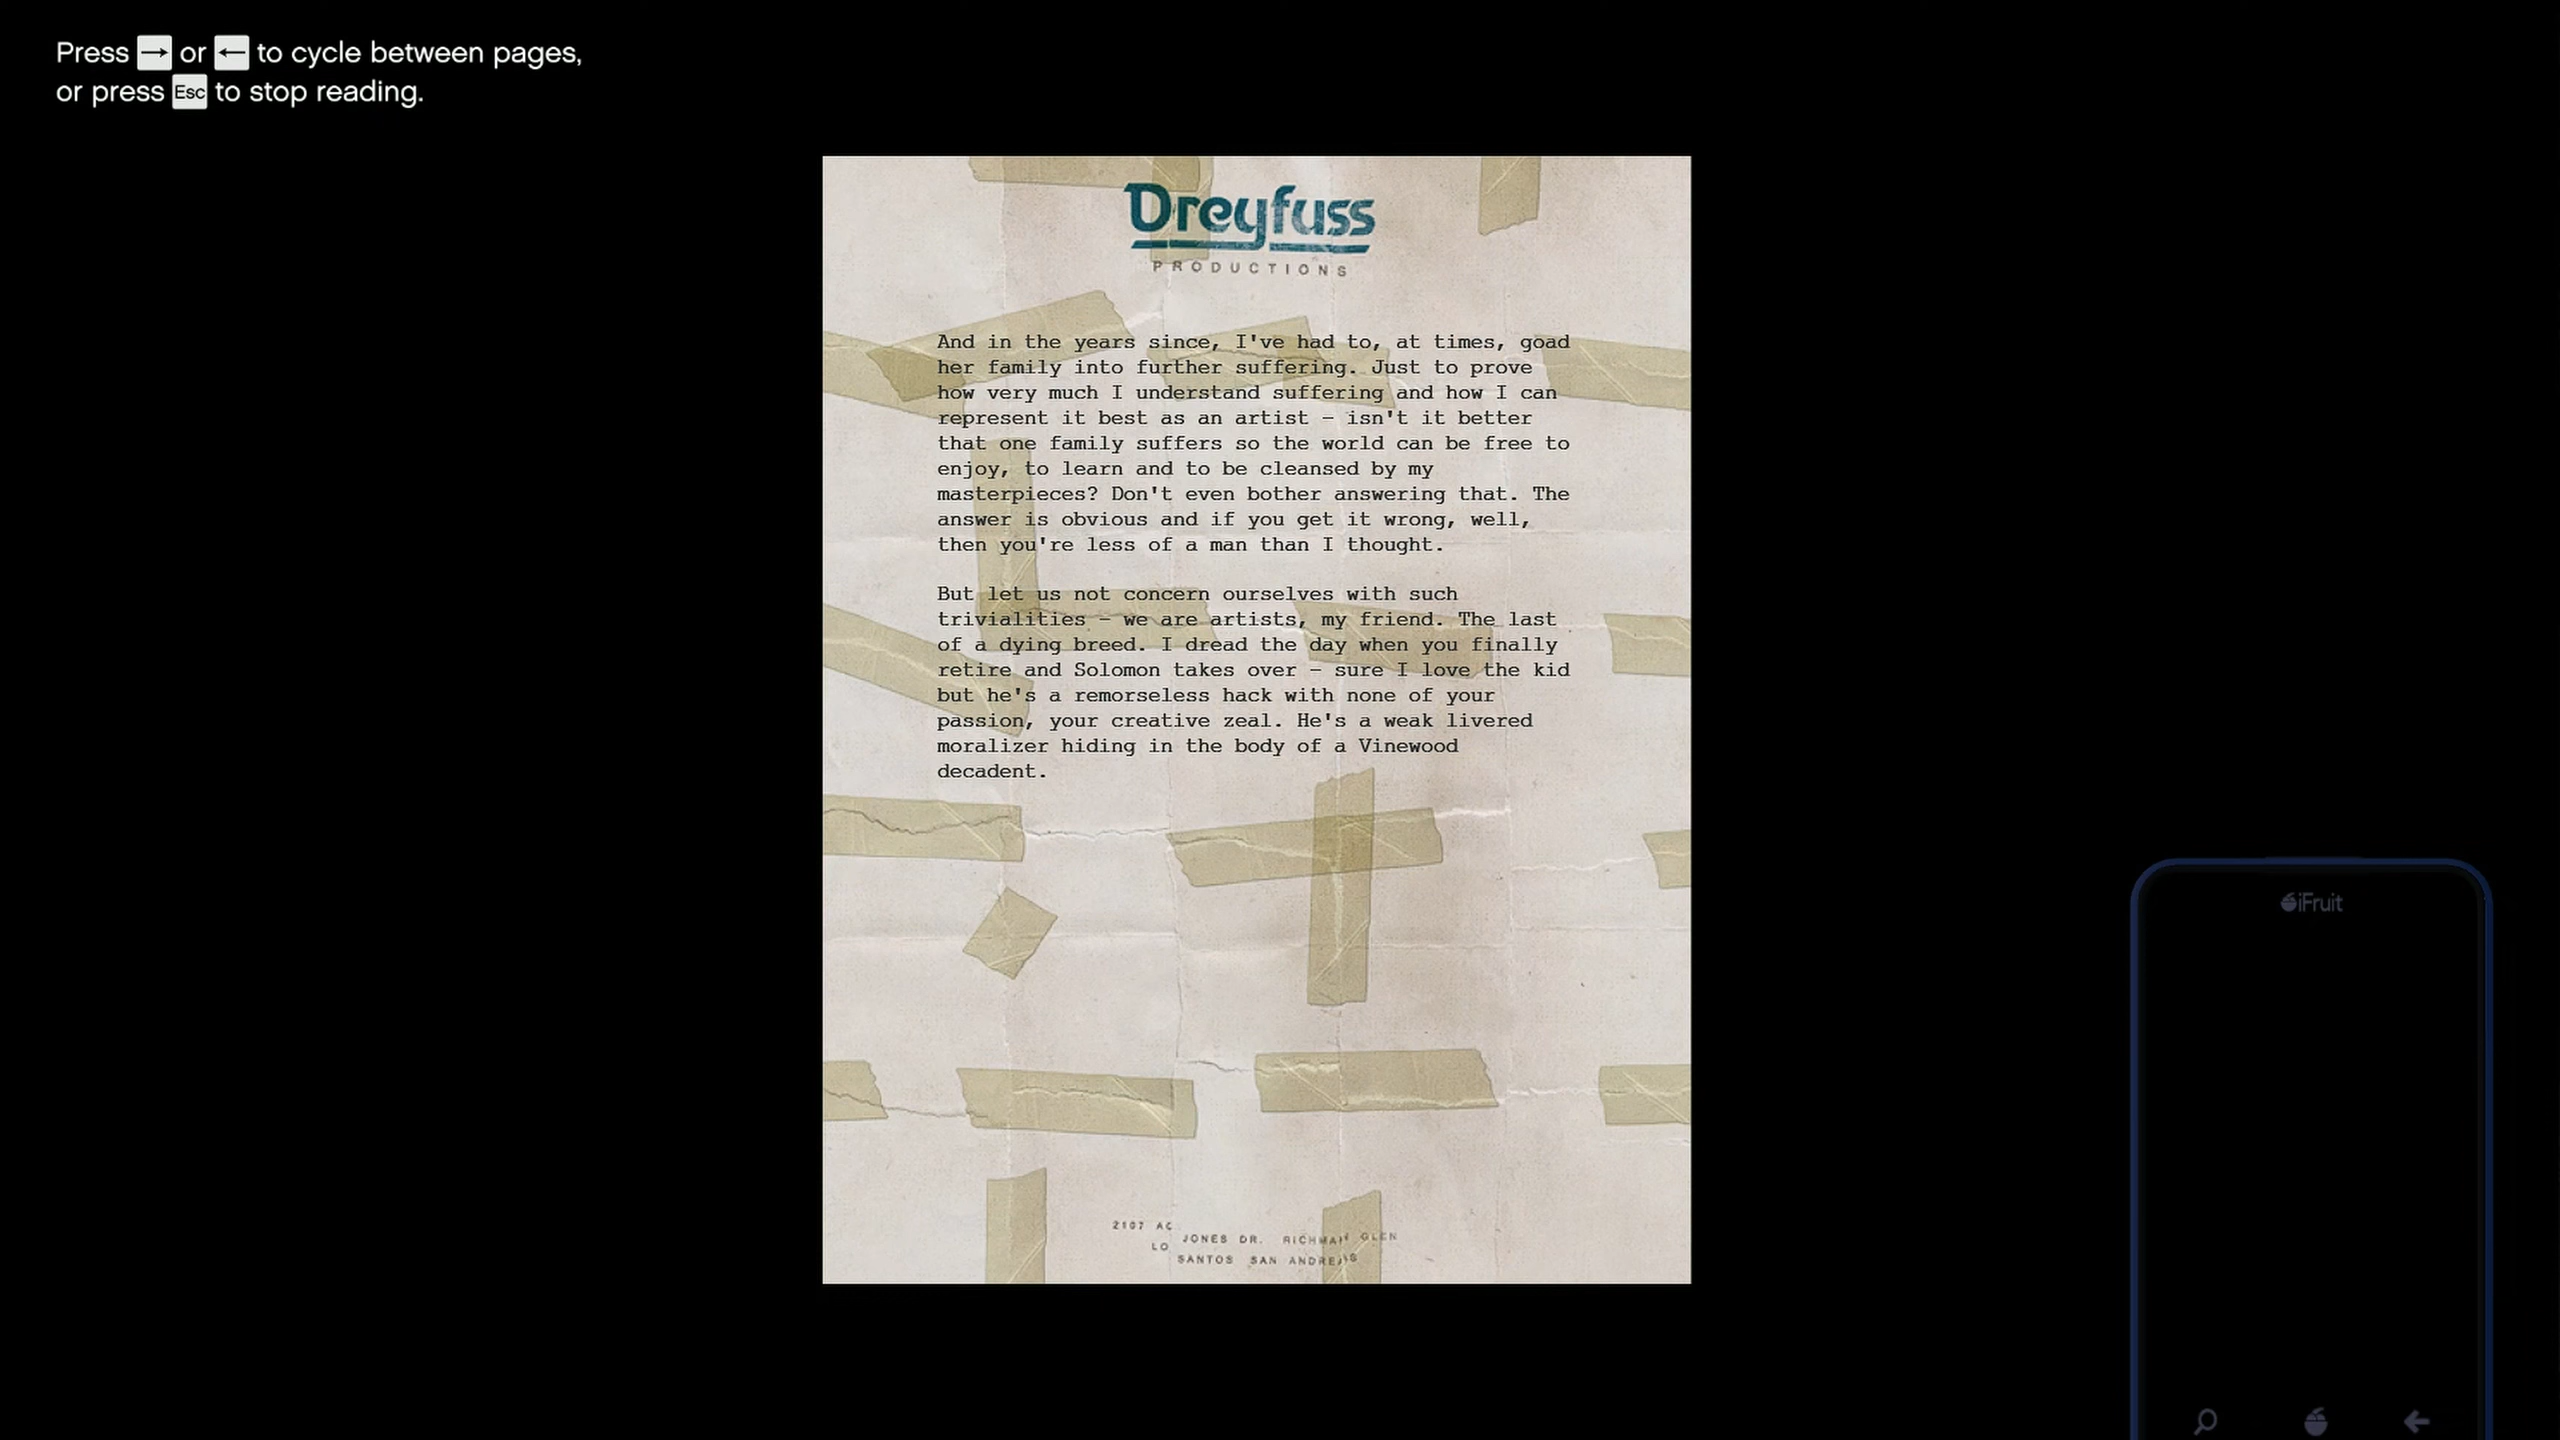 Press → or ← to cycle between pages,
or press Esc to stop reading.
Dreyfuss
PRODUCTIONS
And in the years since, I've had to, at times, goad
her family into further suffering. Just to prove
how very much I understand suffering and how I can
represent it best as an artist – isn't it better
that one family suffers so the world can be free to
enjoy, to learn and to be cleansed by my
masterpieces? Don't even bother answering that. The
answer is obvious and if you get it wrong, well,
then you're less of a man than I thought.
But let us not concern ourselves with such
trivialities – we are artists, my friend. The last
of a dying breed. I dread the day when you finally
retire and Solomon takes over – sure I love the kid
but he's a remorseless hack with none of your
passion, your creative zeal. He's a weak livered
moralizer hiding in the body of a Vinewood
decadent.
2107 AC JONES DR. RICHMAN GLEN
LO SANTOS SAN ANDREAS
iFruit